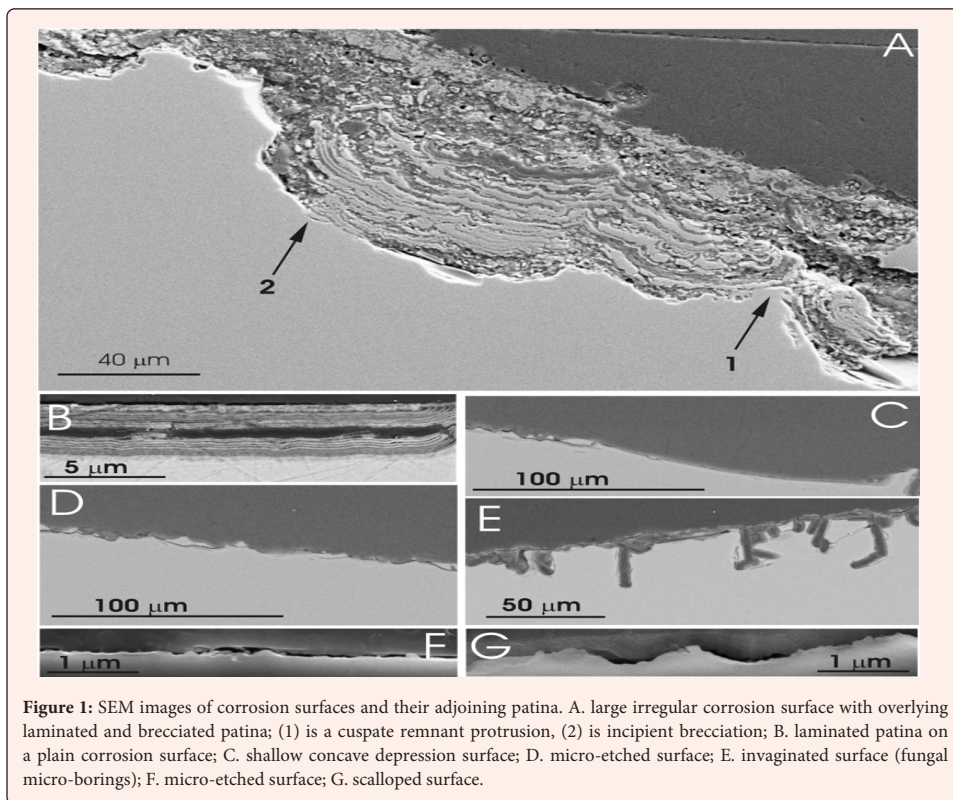 A
2
1
40 μm
B
5 μm
C
100 μm
D
100 μm
E
50 μm
F
1 μm
G
1 μm
Figure 1: SEM images of corrosion surfaces and their adjoining patina. A. large irregular corrosion surface with overlying
laminated and brecciated patina; (1) is a cuspate remnant protrusion, (2) is incipient brecciation; B. laminated patina on
a plain corrosion surface; C. shallow concave depression surface; D. micro-etched surface; E. invaginated surface (fungal
micro-borings); F. micro-etched surface; G. scalloped surface.